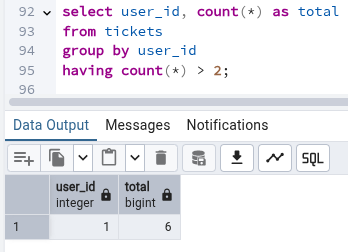 92 select user_id, count(*) as total
93 from tickets
94 group by user_id
95 having count(*) > 2;
96
Data Output Messages Notifications
SQL
user_id total
integer bigint
1 1 6